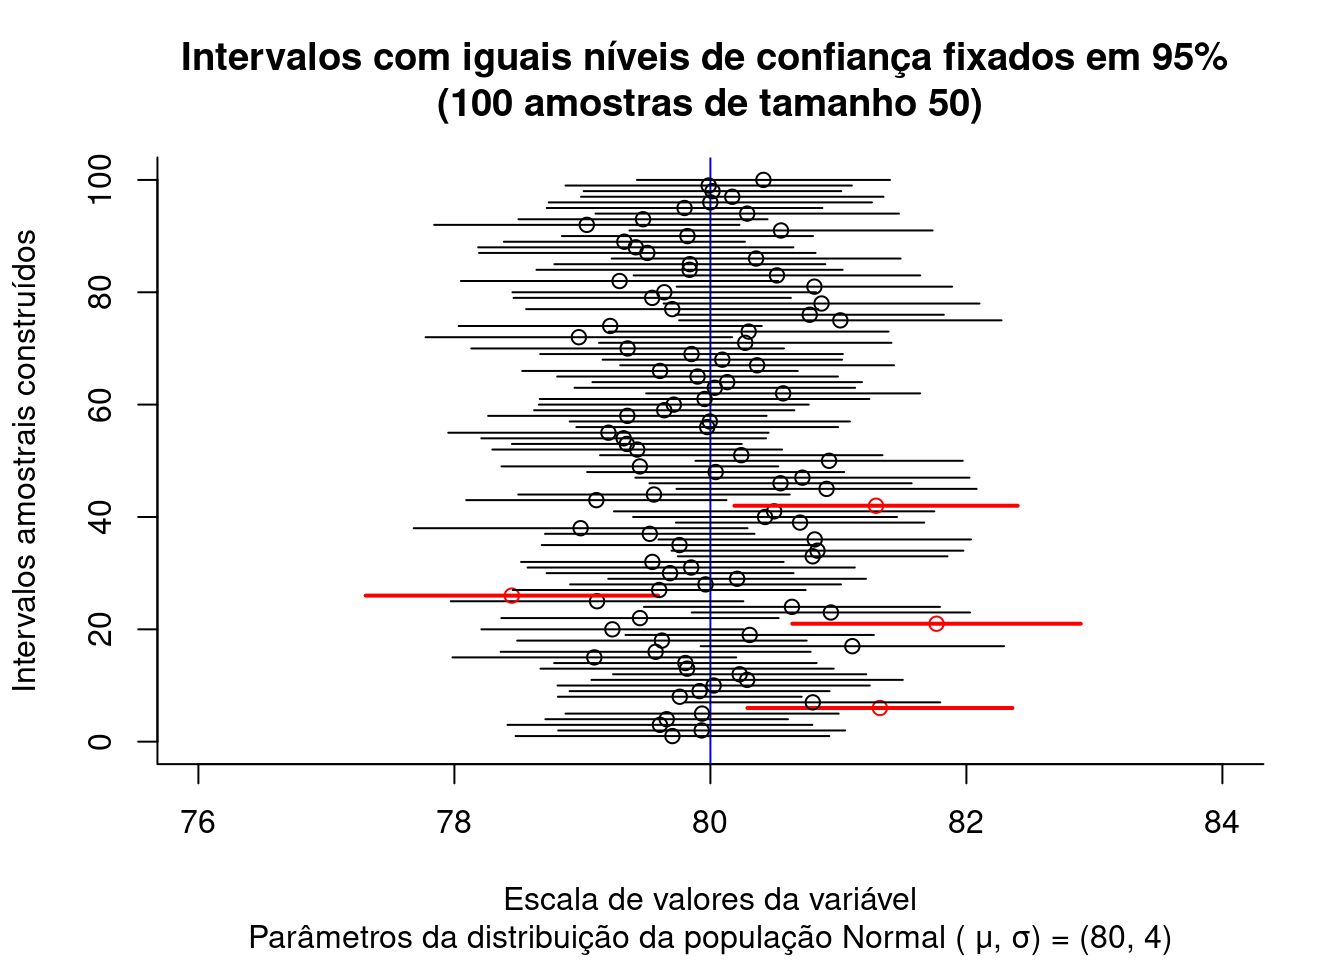 Intervalos com iguais níveis de confiança fixados em 95%
(100 amostras de tamanho 50)
Intervalos amostrais construídos
100
80
60
40
20
0
76 78 80 82 84
Escala de valores da variável
Parâmetros da distribuição da população Normal ( μ, σ) = (80, 4)